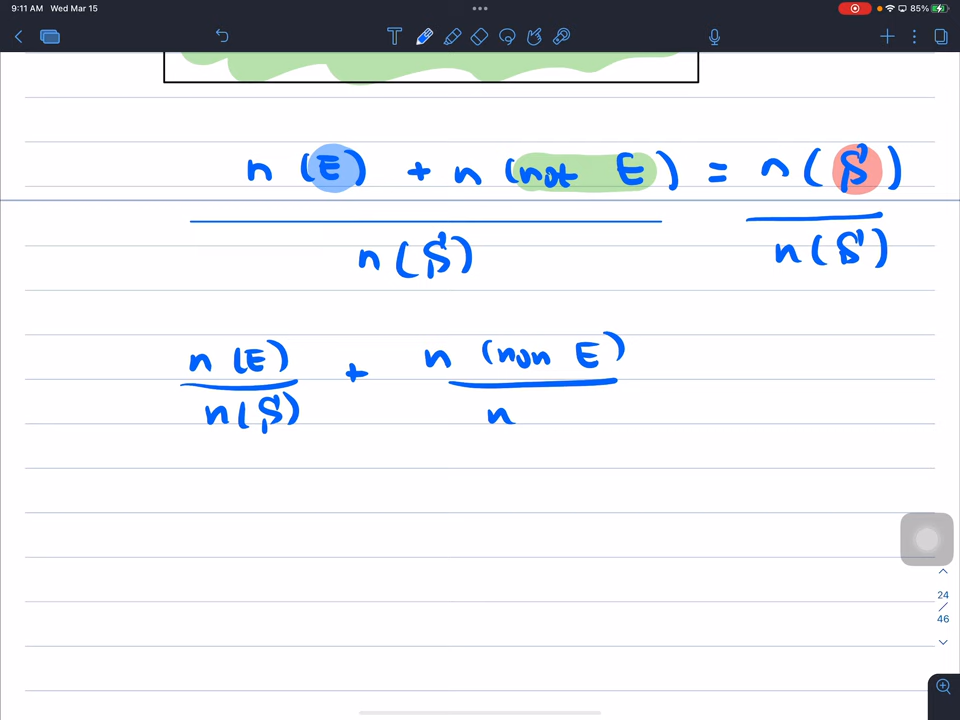 9:11 AM Wed Mar 15
85%
T
n (E) + n (not E) = n (S)
n (S) n (S)
n (E) + n (non E)
n (S) n
24
/
46